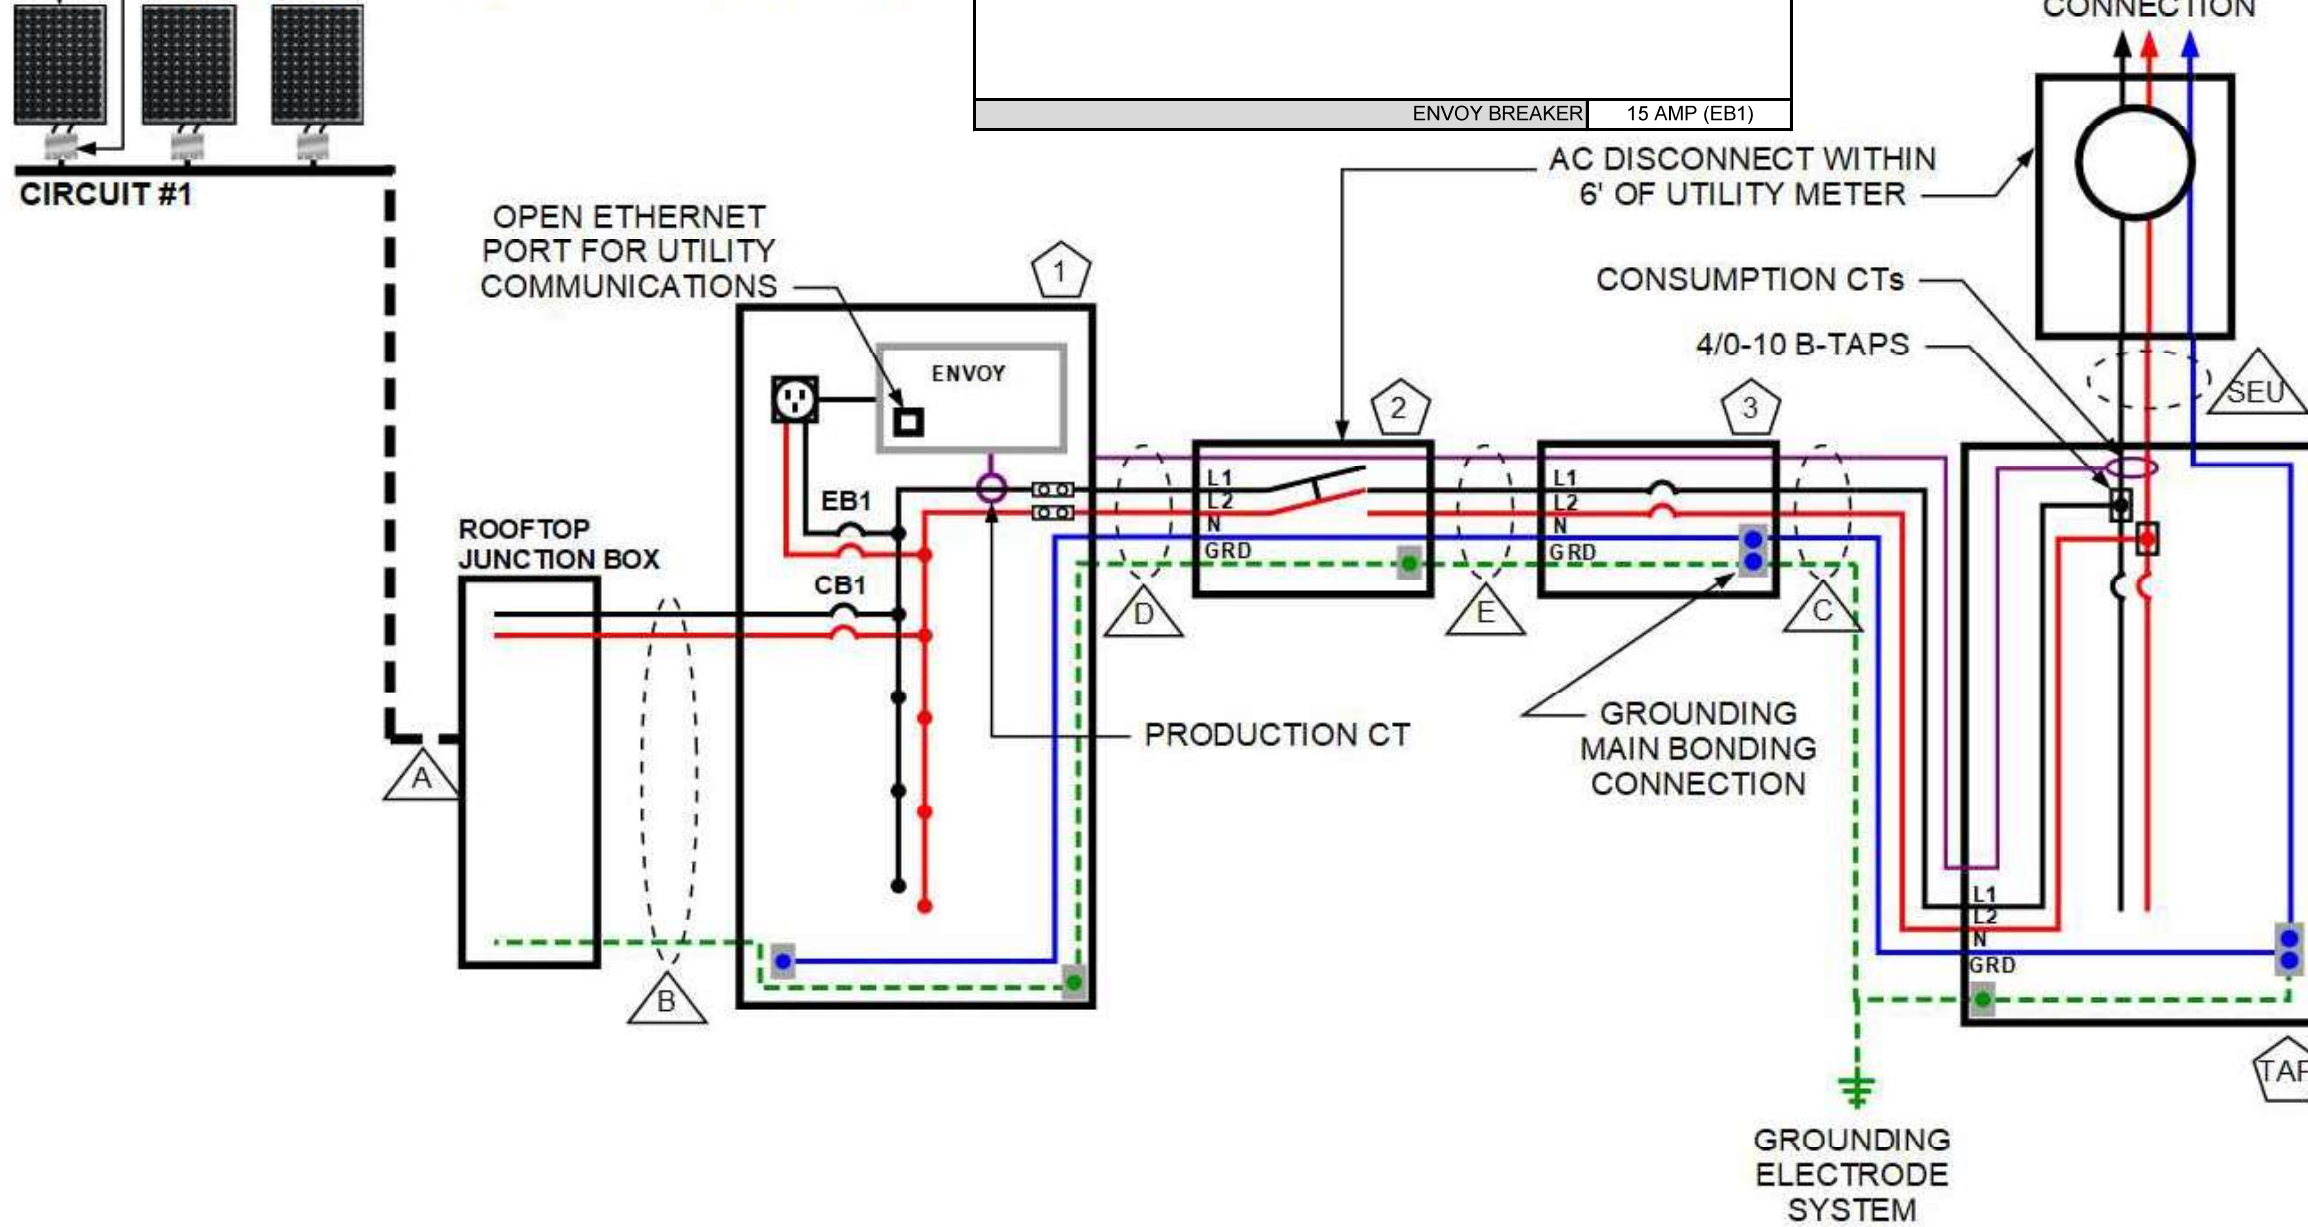 CONNECTION
ENVOY BREAKER 15 AMP (EB1)
CIRCUIT #1
AC DISCONNECT WITHIN
6' OF UTILITY METER
OPEN ETHERNET
PORT FOR UTILITY
COMMUNICATIONS
1
CONSUMPTION CTs
4/0-10 B-TAPS
ENVOY
2
3
SEU
L1
L2
N
GRD
L1
L2
N
GRD
EB1
ROOFTOP
JUNCTION BOX
CB1
D
E
C
PRODUCTION CT
GROUNDING
MAIN BONDING
CONNECTION
A
B
L1
L2
N
GRD
TAP
GROUNDING
ELECTRODE
SYSTEM